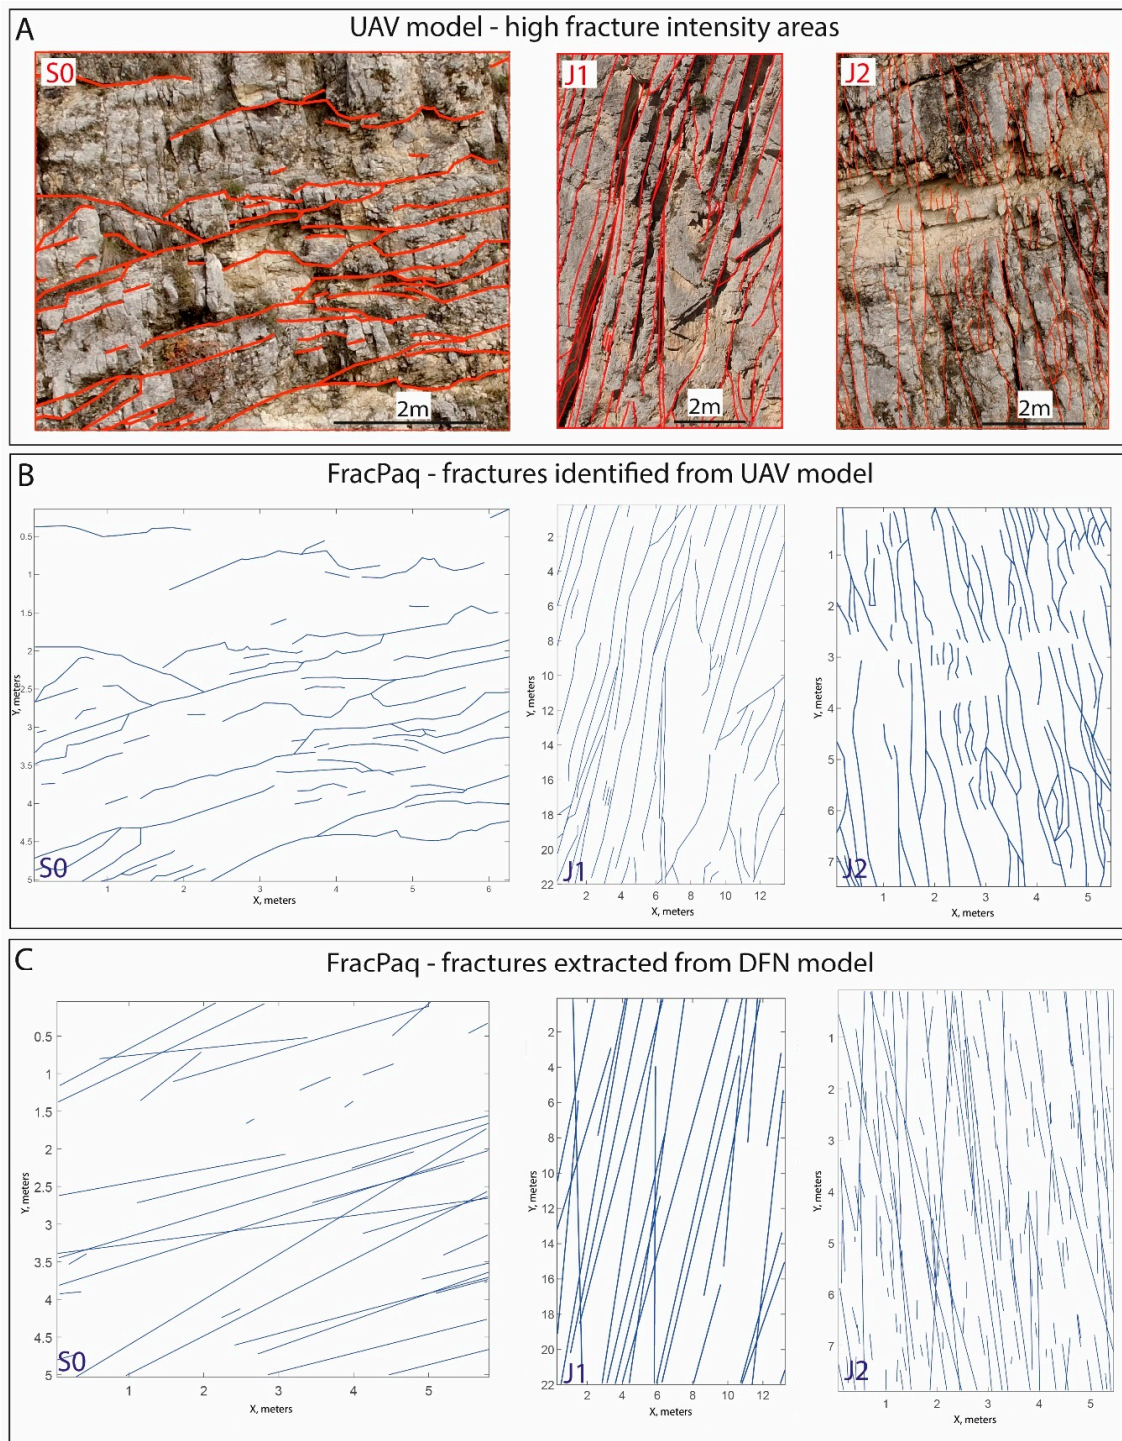 A
UAV model - high fracture intensity areas
S0
J1
J2
2m
2m
2m
B
FracPaq - fractures identified from UAV model
0.5
1
1.5
2
2.5
3
3.5
4
4.5
5
Y, meters
S0
1
2
3
4
5
6
X, meters
2
4
6
8
10
12
14
16
18
20
22
Y, meters
J1
2
4
6
8
10
12
X, meters
1
2
3
4
5
6
7
Y, meters
J2
1
2
3
4
5
X, meters
C
FracPaq - fractures extracted from DFN model
0.5
1
1.5
2
2.5
3
3.5
4
4.5
5
Y, meters
S0
1
2
3
4
5
X, meters
2
4
6
8
10
12
14
16
18
20
22
Y, meters
J1
2
4
6
8
10
12
X, meters
1
2
3
4
5
6
7
Y, meters
J2
1
2
3
4
5
X, meters